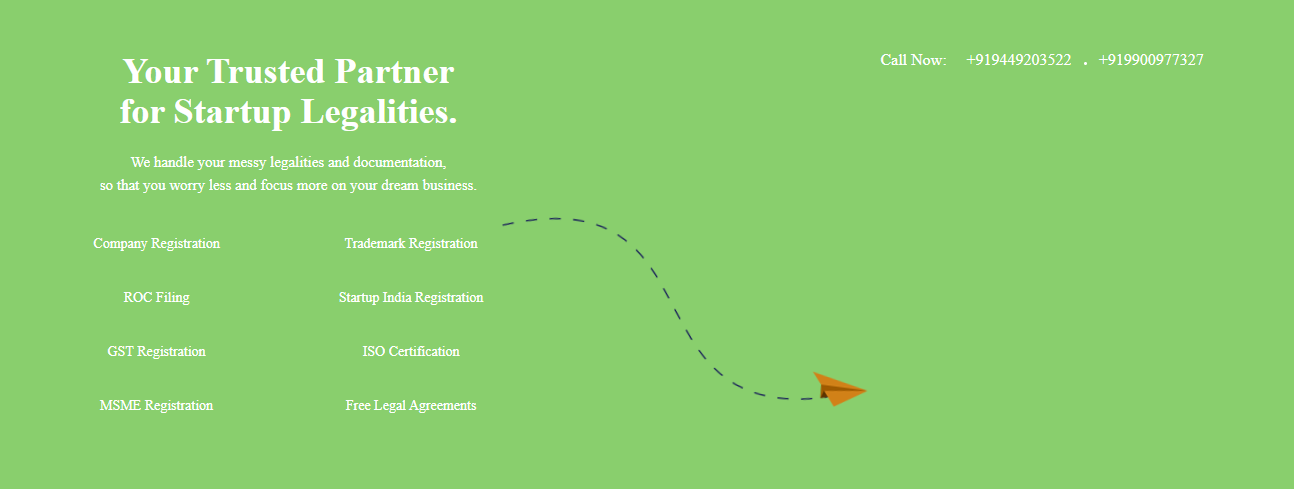 Your Trusted Partner
for Startup Legalities.
We handle your messy legalities and documentation,
so that you worry less and focus more on your dream business.
Company Registration
Trademark Registration
ROC Filing
Startup India Registration
GST Registration
ISO Certification
MSME Registration
Free Legal Agreements
Call Now: +919449203522 . +919900977327